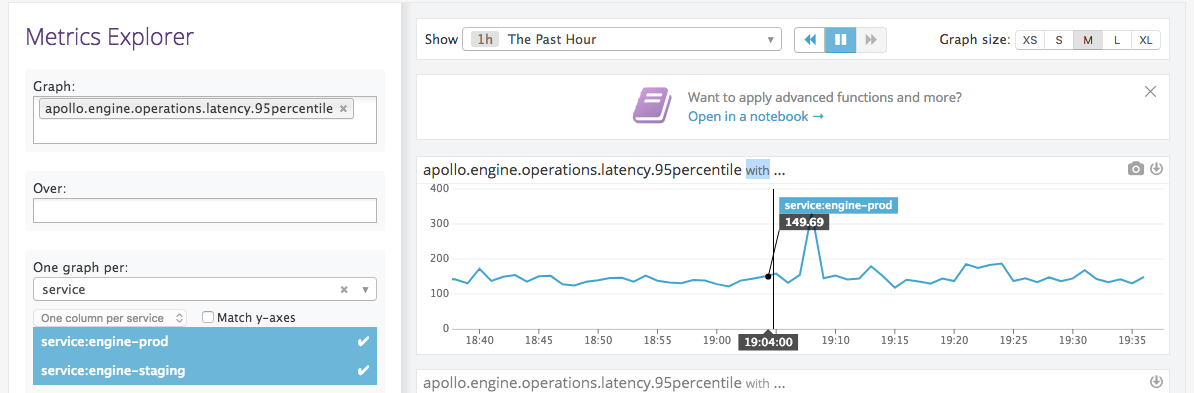 Metrics Explorer
Graph:
apollo.engine.operations.latency.95percentile ×
Over:
One graph per:
service × ▼
One column per service
Match y-axes
service:engine-prod ✔
service:engine-staging ✔
Show 1h The Past Hour ▼
Graph size: XS S M L XL
Want to apply advanced functions and more?
Open in a notebook →
apollo.engine.operations.latency.95percentile with ...
400
300
200
100
0
service:engine-prod
149.69
18:40 18:45 18:50 18:55 19:00 19:04:00 19:10 19:15 19:20 19:25 19:30 19:35
apollo.engine.operations.latency.95percentile with ...